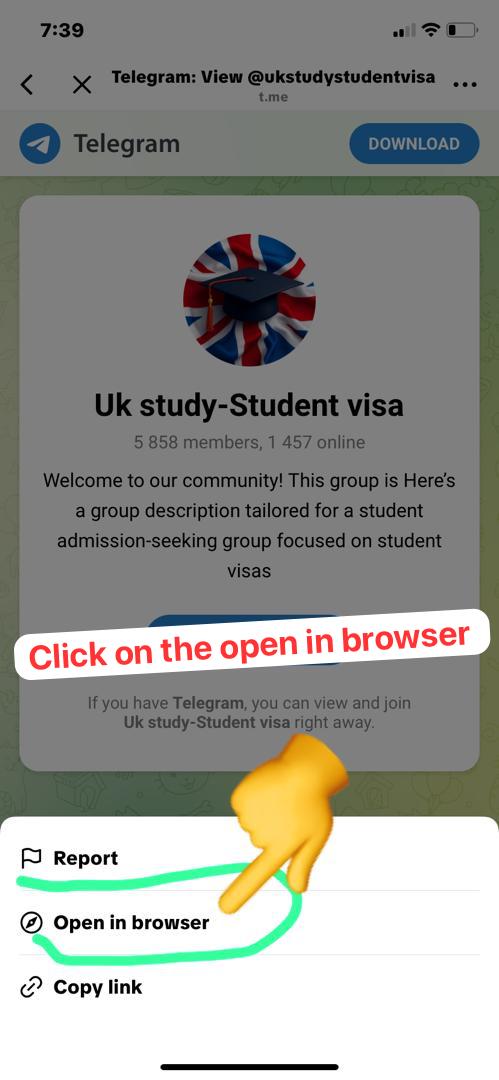 7:39
Telegram: View @ukstudystudentvisa
t.me
Telegram
DOWNLOAD
Uk study-Student visa
5 858 members, 1 457 online
Welcome to our community! This group is Here’s
a group description tailored for a student
admission-seeking group focused on student
visas
Click on the open in browser
If you have Telegram, you can view and join
Uk study-Student visa right away.
Report
Open in browser
Copy link